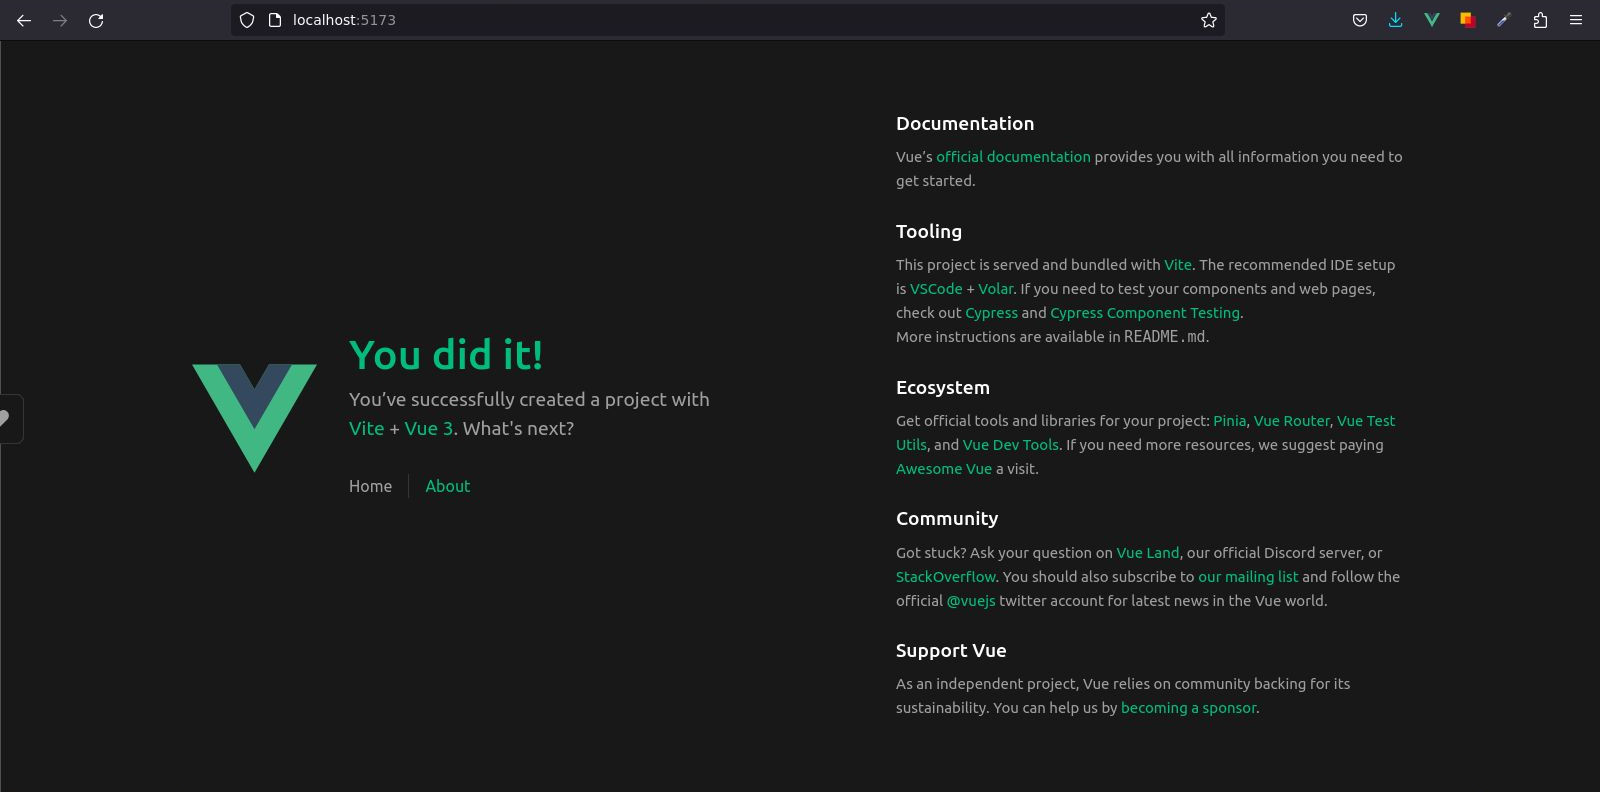 localhost:5173
You did it!
You’ve successfully created a project with
Vite + Vue 3. What's next?
Home
About
Documentation
Vue’s official documentation provides you with all information you need to
get started.
Tooling
This project is served and bundled with Vite. The recommended IDE setup
is VSCode + Volar. If you need to test your components and web pages,
check out Cypress and Cypress Component Testing.
More instructions are available in README.md.
Ecosystem
Get official tools and libraries for your project: Pinia, Vue Router, Vue Test
Utils, and Vue Dev Tools. If you need more resources, we suggest paying
Awesome Vue a visit.
Community
Got stuck? Ask your question on Vue Land, our official Discord server, or
StackOverflow. You should also subscribe to our mailing list and follow the
official @vuejs twitter account for latest news in the Vue world.
Support Vue
As an independent project, Vue relies on community backing for its
sustainability. You can help us by becoming a sponsor.